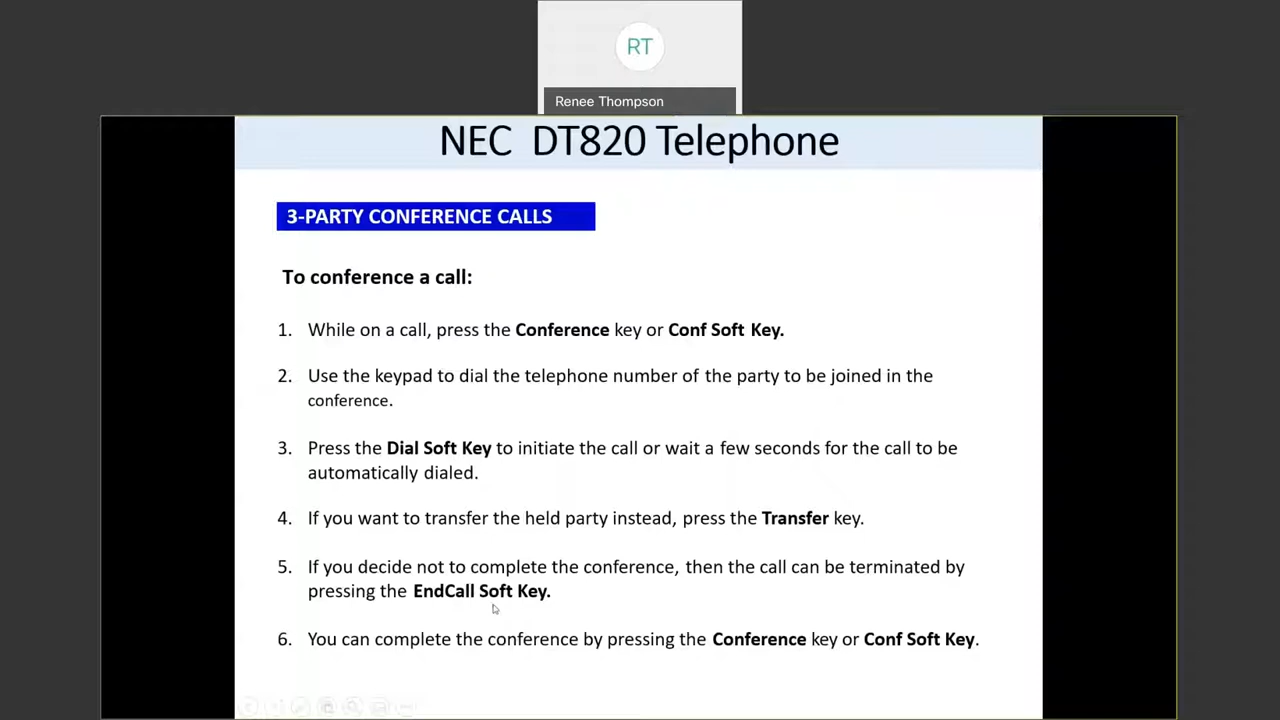 RT
Renee Thompson
NEC DT820 Telephone
3-PARTY CONFERENCE CALLS
To conference a call:
1. While on a call, press the Conference key or Conf Soft Key.
2. Use the keypad to dial the telephone number of the party to be joined in the
conference.
3. Press the Dial Soft Key to initiate the call or wait a few seconds for the call to be
automatically dialed.
4. If you want to transfer the held party instead, press the Transfer key.
5. If you decide not to complete the conference, then the call can be terminated by
pressing the EndCall Soft Key.
6. You can complete the conference by pressing the Conference key or Conf Soft Key.